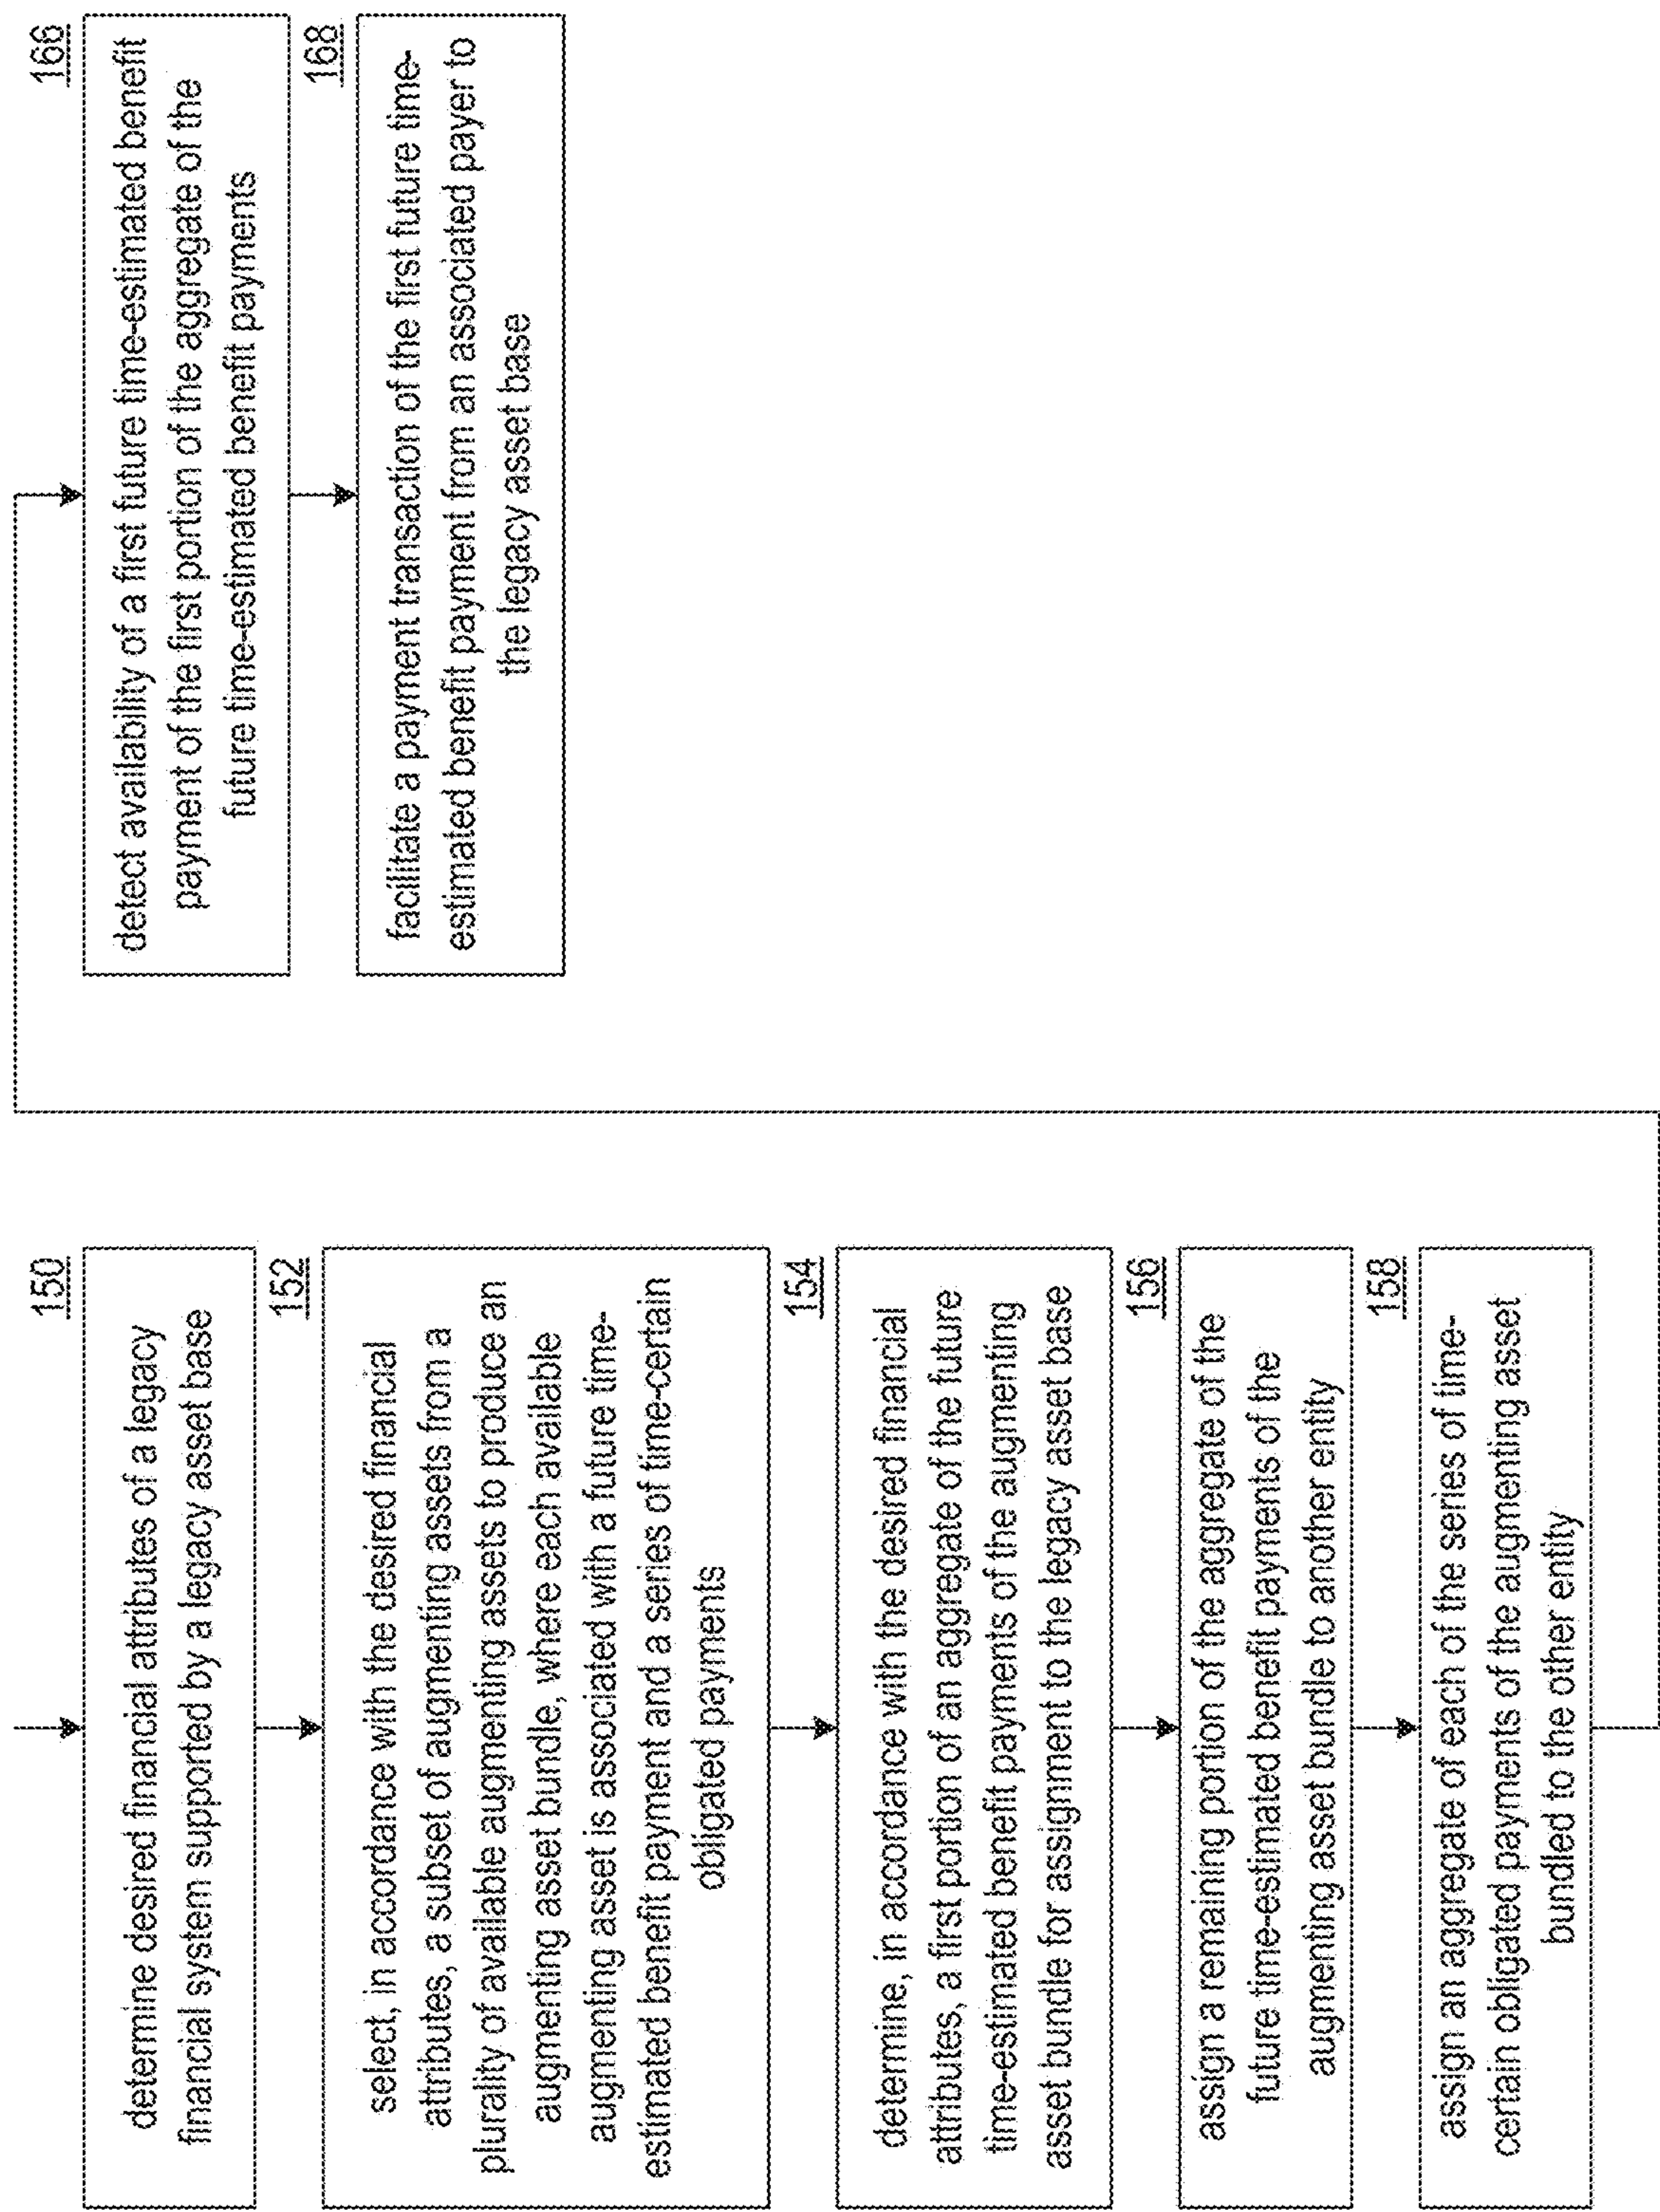 150
determine desired financial attributes of a legacy
financial system supported by a legacy asset base
152
select, in accordance with the desired financial
attributes, a subset of augmenting assets from a
plurality of available augmenting assets to produce an
augmenting asset bundle, where each available
augmenting asset is associated with a future time-
estimated benefit payment and a series of time-certain
obligated payments
154
determine, in accordance with the desired financial
attributes, a first portion of an aggregate of the future
time-estimated benefit payments of the augmenting
asset bundle for assignment to the legacy asset base
156
assign a remaining portion of the aggregate of the
future time-estimated benefit payments of the
augmenting asset bundle to another entity
158
assign an aggregate of each of the series of time-
certain obligated payments of the augmenting asset
bundled to the other entity
166
detect availability of a first future time-estimated benefit
payment of the first portion of the aggregate of the
future time-estimated benefit payments
168
facilitate a payment transaction of the first future time-
estimated benefit payment from an associated payer to
the legacy asset base